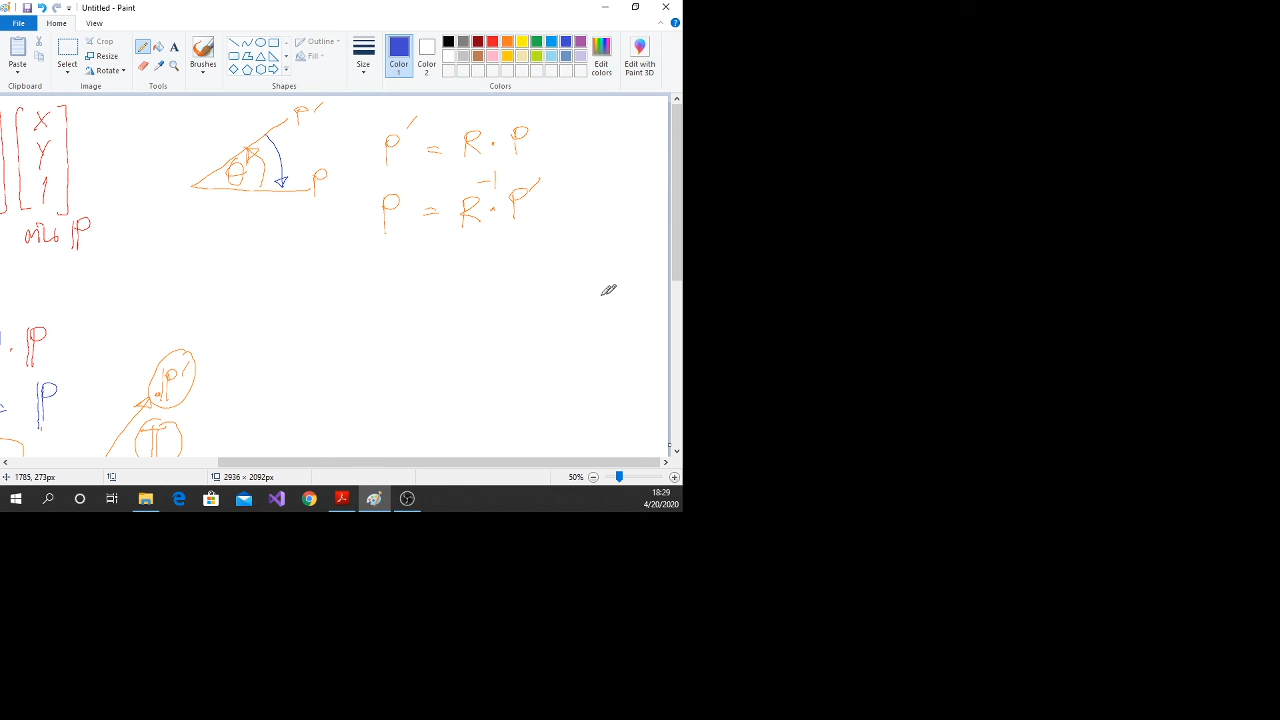 Untitled - Paint
File Home View
Paste
Select
Crop
Resize
Rotate
A
Brushes
Outline
Fill
Size
Color 1
Color 2
Edit colors
Edit with Paint 3D
Clipboard
Image
Tools
Shapes
Colors
X
Y
1
P
θ
P′
P
P′ = R · P
P = R⁻¹ · P′
· P
= P
P′
1785, 273px
2936 × 2092px
50%
18:29
4/20/2020